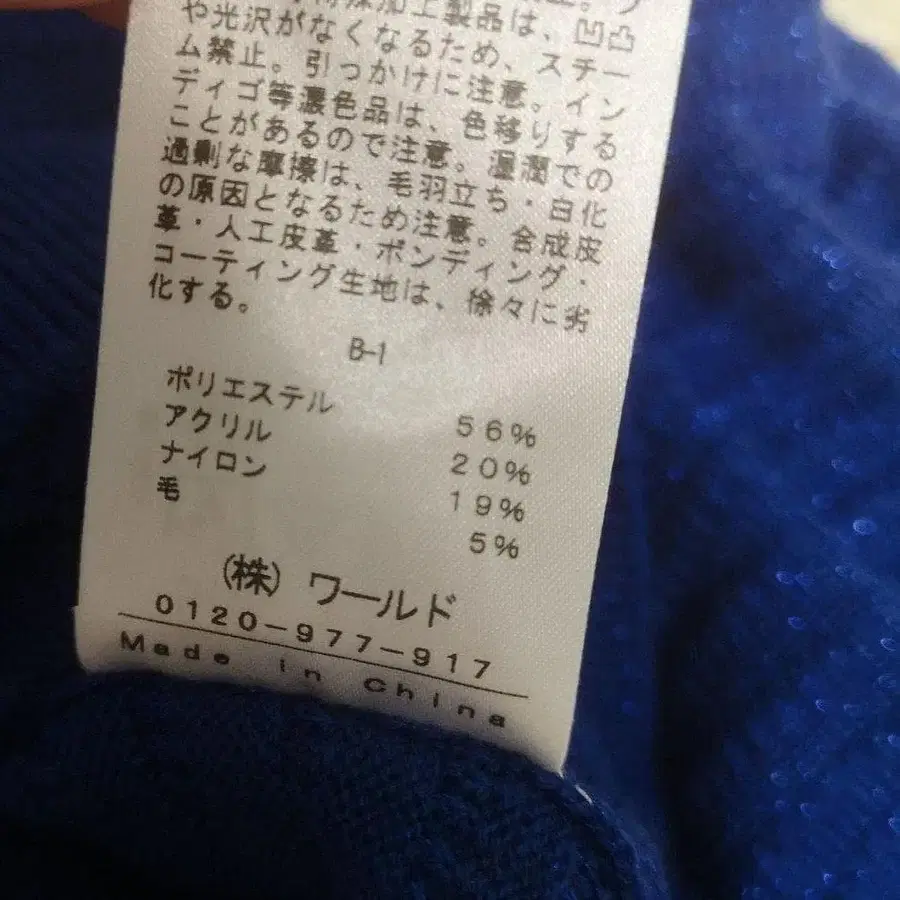 加工製品は、凹凸
や光沢がなくなるため、スチー
ム禁止。引っかけに注意。イン
ディゴ等濃色品は、色移りする
ことがあるので注意。湿潤での
過剰な摩擦は、毛羽立ち・白化
の原因となるため注意。合成皮
革・人工皮革・ボンディング・
コーティング生地は、徐々に劣
化する。
B-1
ポリエステル 56%
アクリル 20%
ナイロン 19%
毛 5%
(株) ワールド
0120-977-917
Made in China